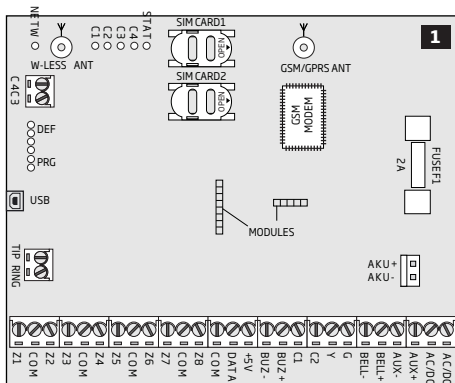 NETW
C1
C2
C3
C4
STAT
SIM CARD1
OPEN
1
W-LESS ANT
GSM/GPRS ANT
SIM CARD2
OPEN
C4C3
GSM
MODEM
DEF
PRG
FUSEF1
2A
USB
MODULES
TIP RING
AKU+
AKU-
Z1
COM
Z2
Z3
COM
Z4
Z5
COM
Z6
Z7
COM
Z8
COM
DATA
+5V
BUZ-
BUZ+
C1
C2
Y
G
BELL-
BELL+
AUX-
AUX+
AC/DC
AC/DC